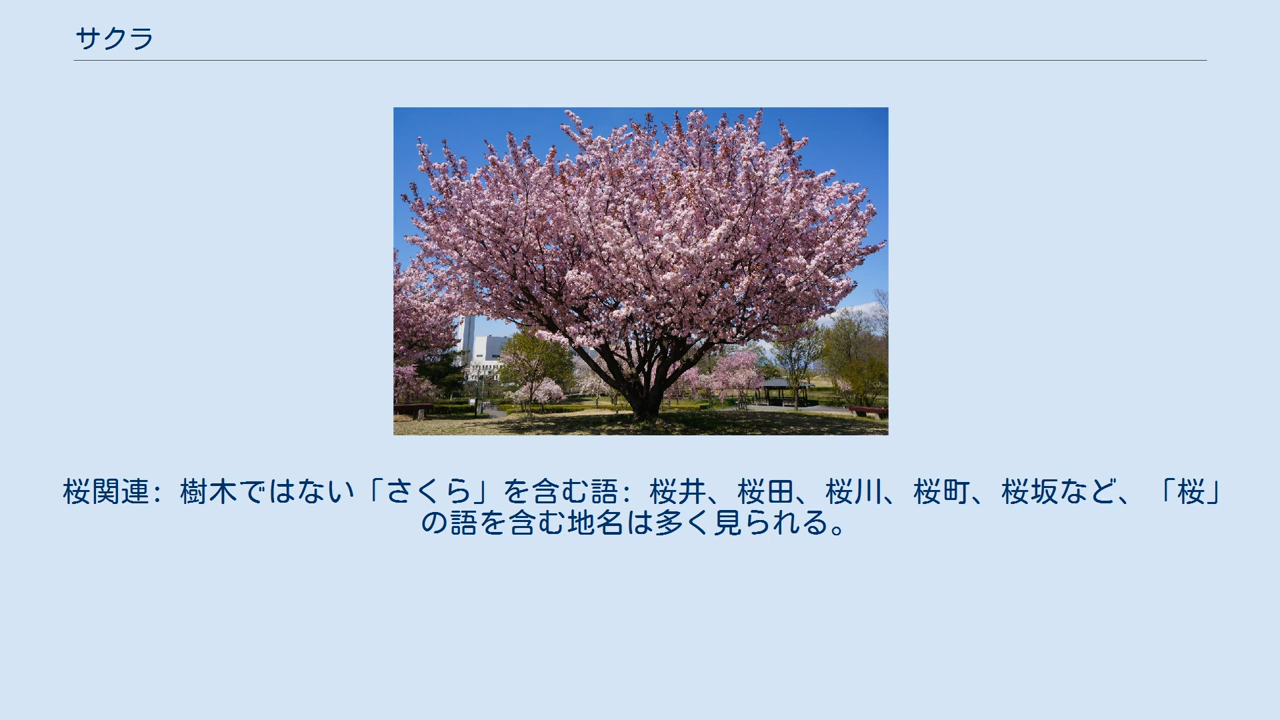 サクラ
桜関連: 樹木ではない「さくら」を含む語: 桜井、桜田、桜川、桜町、桜坂など、「桜」
の語を含む地名は多く見られる。